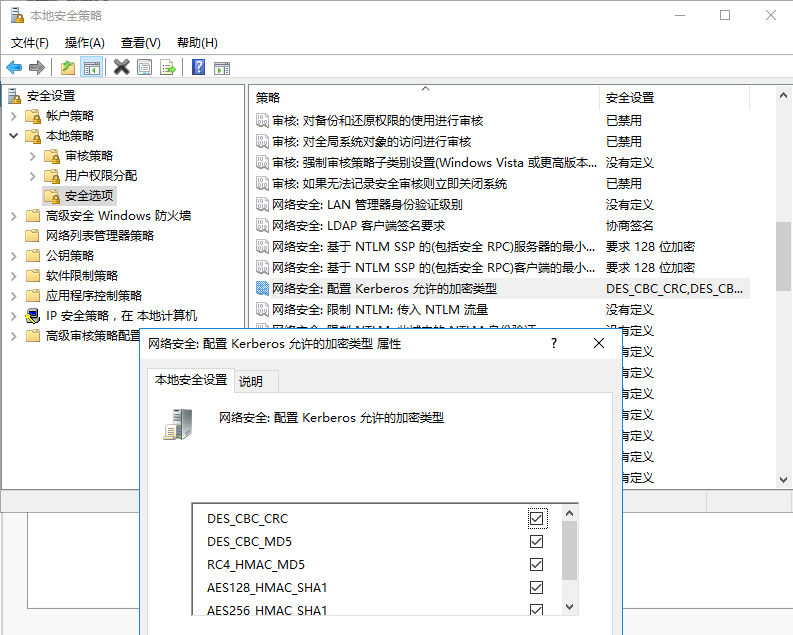 本地安全策略
文件(F) 操作(A) 查看(V) 帮助(H)
安全设置
帐户策略
本地策略
审核策略
用户权限分配
安全选项
高级安全 Windows 防火墙
网络列表管理器策略
公钥策略
软件限制策略
应用程序控制策略
IP 安全策略，在 本地计算机
高级审核策略配置
策略 安全设置
审核: 对备份和还原权限的使用进行审核 已禁用
审核: 对全局系统对象的访问进行审核 已禁用
审核: 强制审核策略子类别设置(Windows Vista 或更高版本... 没有定义
审核: 如果无法记录安全审核则立即关闭系统 已禁用
网络安全: LAN 管理器身份验证级别 没有定义
网络安全: LDAP 客户端签名要求 协商签名
网络安全: 基于 NTLM SSP 的(包括安全 RPC)服务器的最小... 要求 128 位加密
网络安全: 基于 NTLM SSP 的(包括安全 RPC)客户端的最小... 要求 128 位加密
网络安全: 配置 Kerberos 允许的加密类型 DES_CBC_CRC,DES_CB...
网络安全: 限制 NTLM: 传入 NTLM 流量 没有定义
有定义
有定义
有定义
有定义
有定义
有定义
有定义
有定义
网络安全: 配置 Kerberos 允许的加密类型 属性 ?
本地安全设置 说明
网络安全: 配置 Kerberos 允许的加密类型
DES_CBC_CRC
DES_CBC_MD5
RC4_HMAC_MD5
AES128_HMAC_SHA1
AES256_HMAC_SHA1